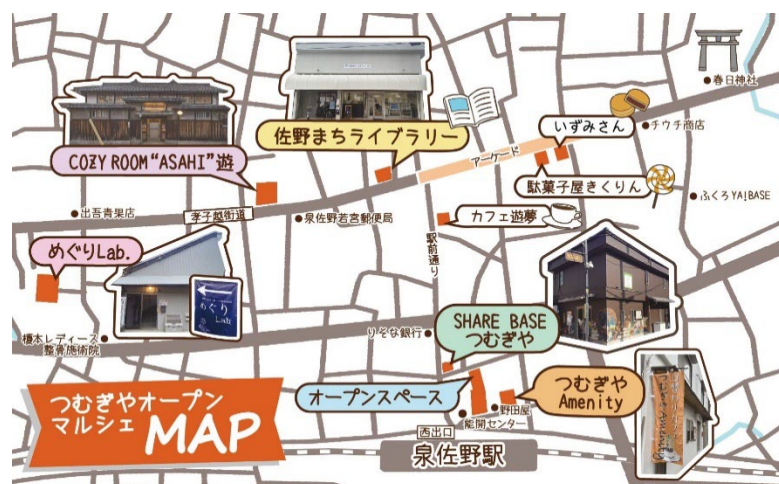 春日神社
佐野まちライブラリー
いずみさん
チウチ商店
COZY ROOM“ASAHI”遊
アーケード
駄菓子屋きくりん
ふくろYA!BASE
出吾青果店
孝子越街道
泉佐野若宮郵便局
カフェ遊夢
めぐりLab.
駅前通り
めぐり
Lab.
榎本レディース
整骨施術院
りそな銀行
SHARE BASE
つむぎや
つむぎやオープン
マルシェ MAP
オープンスペース
つむぎや
Amenity
野田屋
能開センター
西出口
泉佐野駅